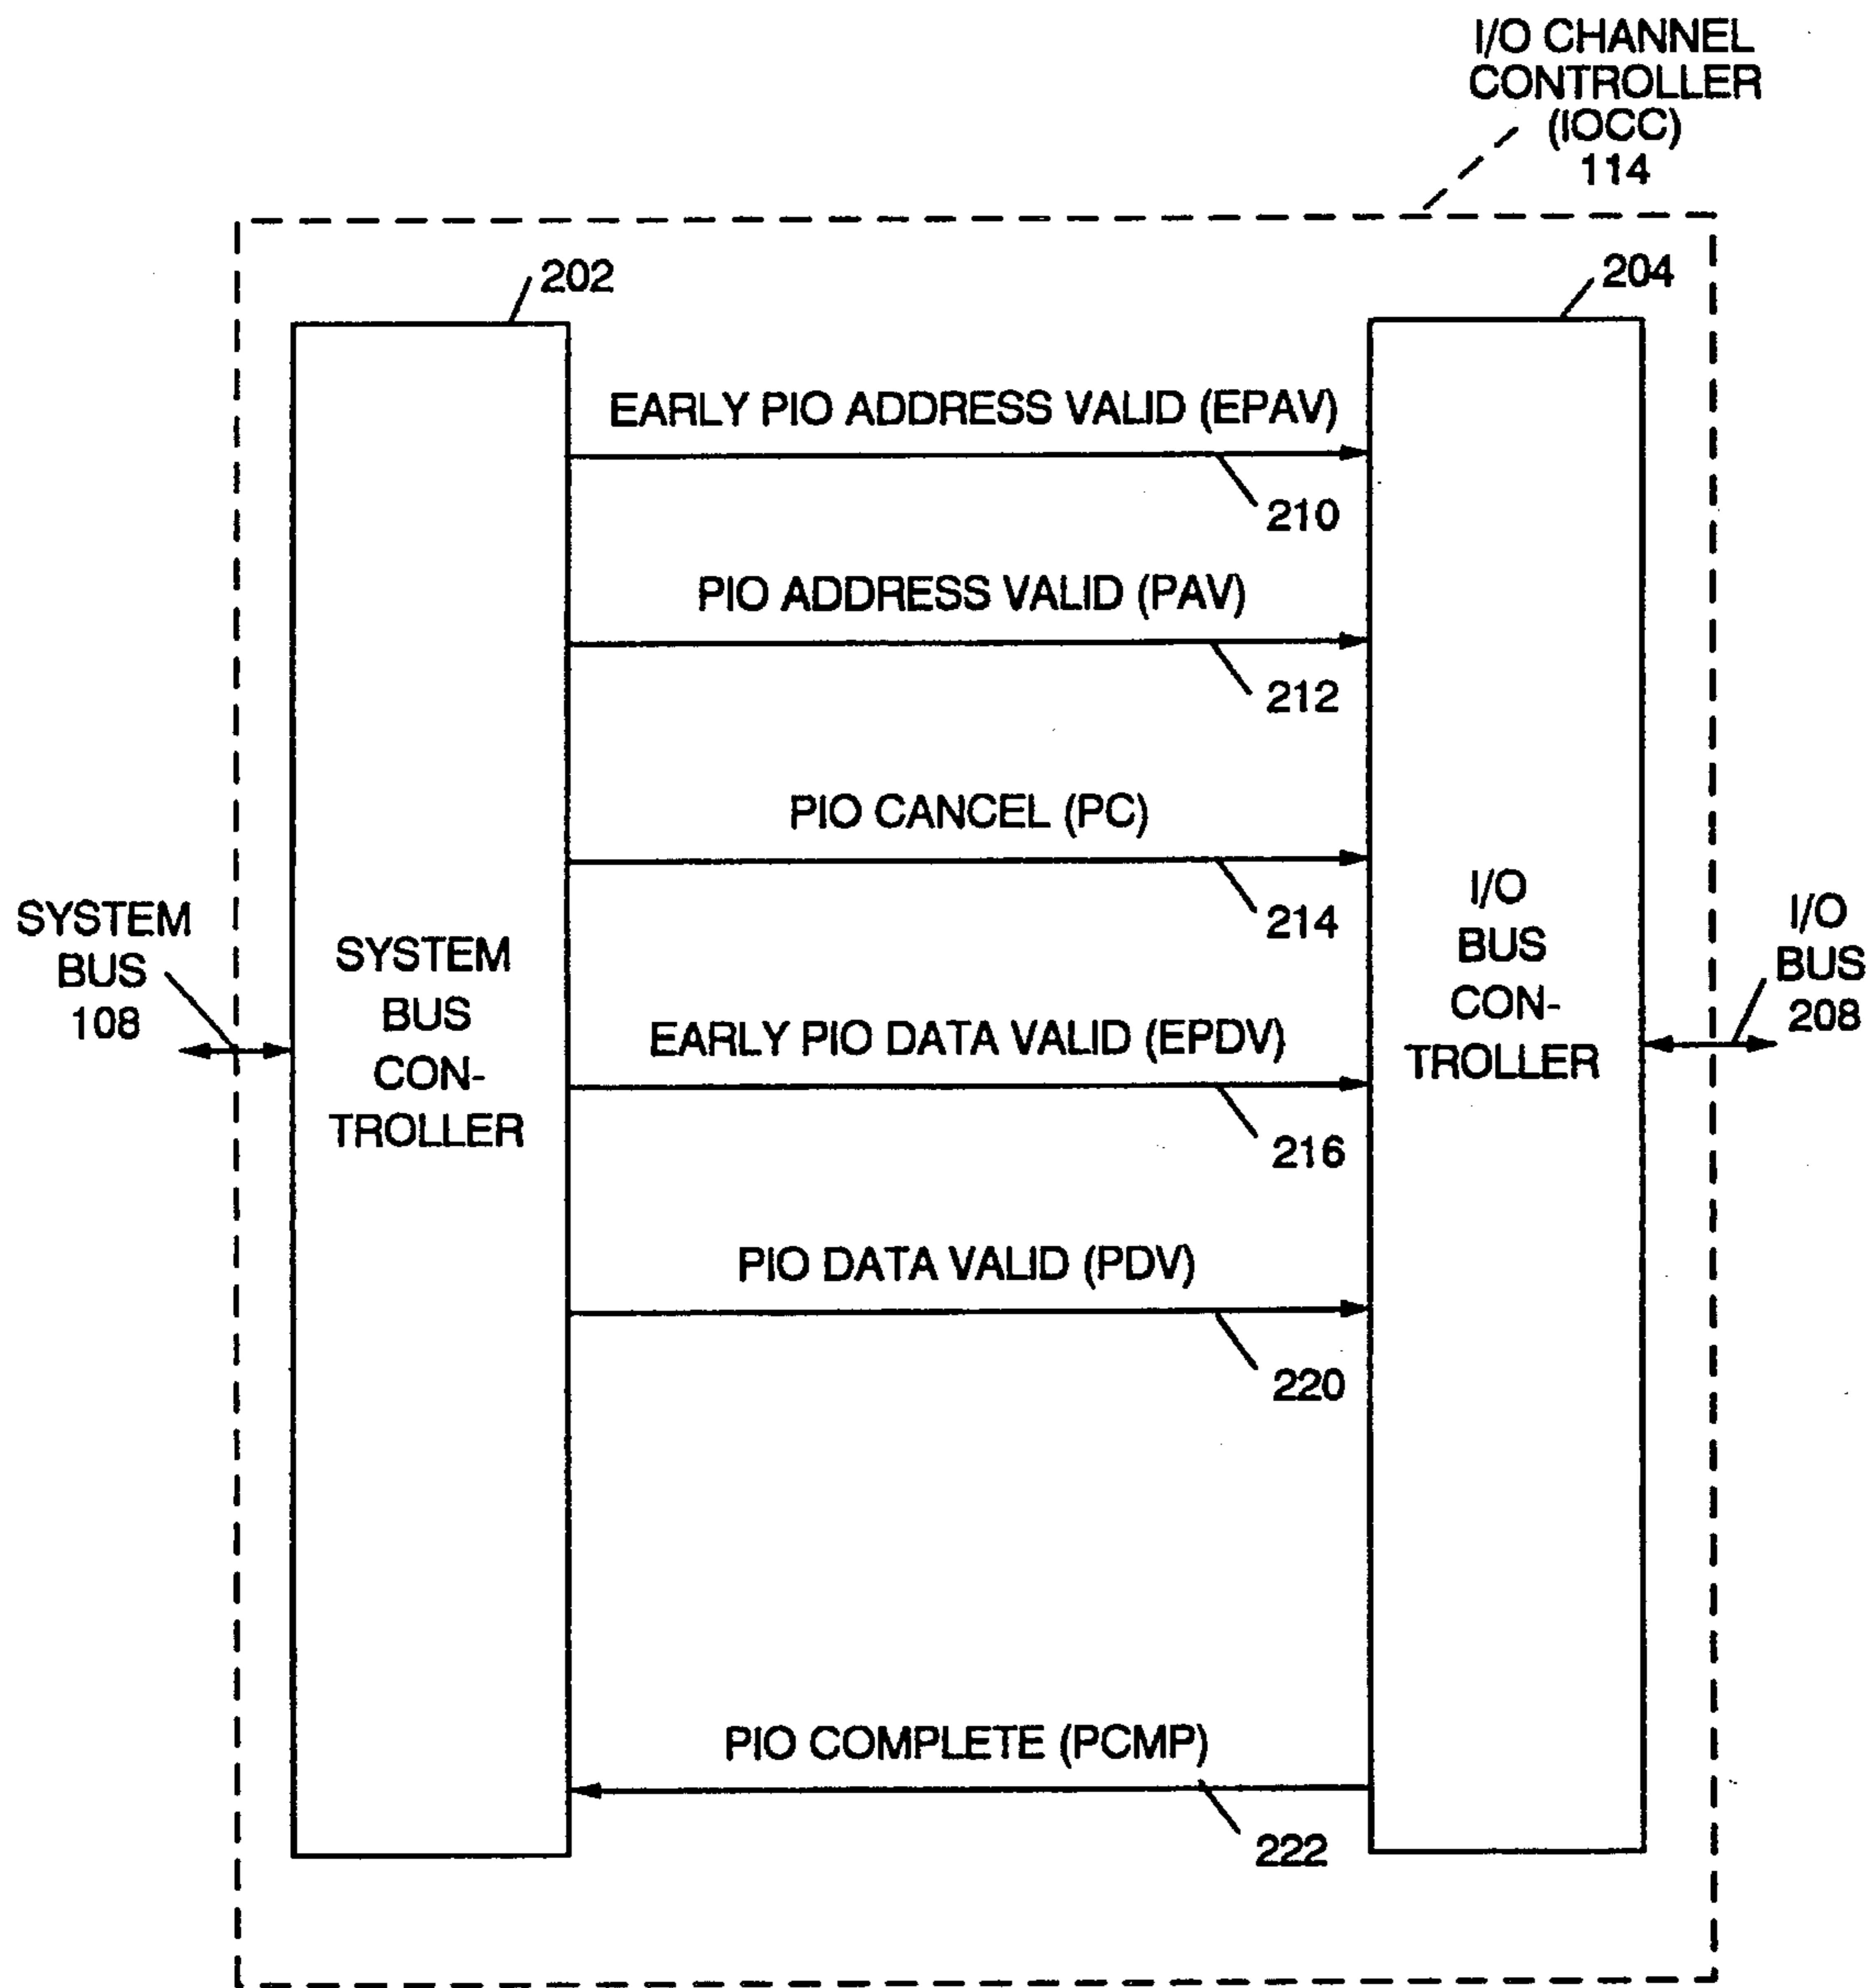 I/O CHANNEL
CONTROLLER
(IOCC)
114
202
204
EARLY PIO ADDRESS VALID (EPAV)
210
PIO ADDRESS VALID (PAV)
212
PIO CANCEL (PC)
214
SYSTEM
BUS
108
SYSTEM
BUS
CON-
TROLLER
I/O
BUS
CON-
TROLLER
I/O
BUS
208
EARLY PIO DATA VALID (EPDV)
216
PIO DATA VALID (PDV)
220
PIO COMPLETE (PCMP)
222